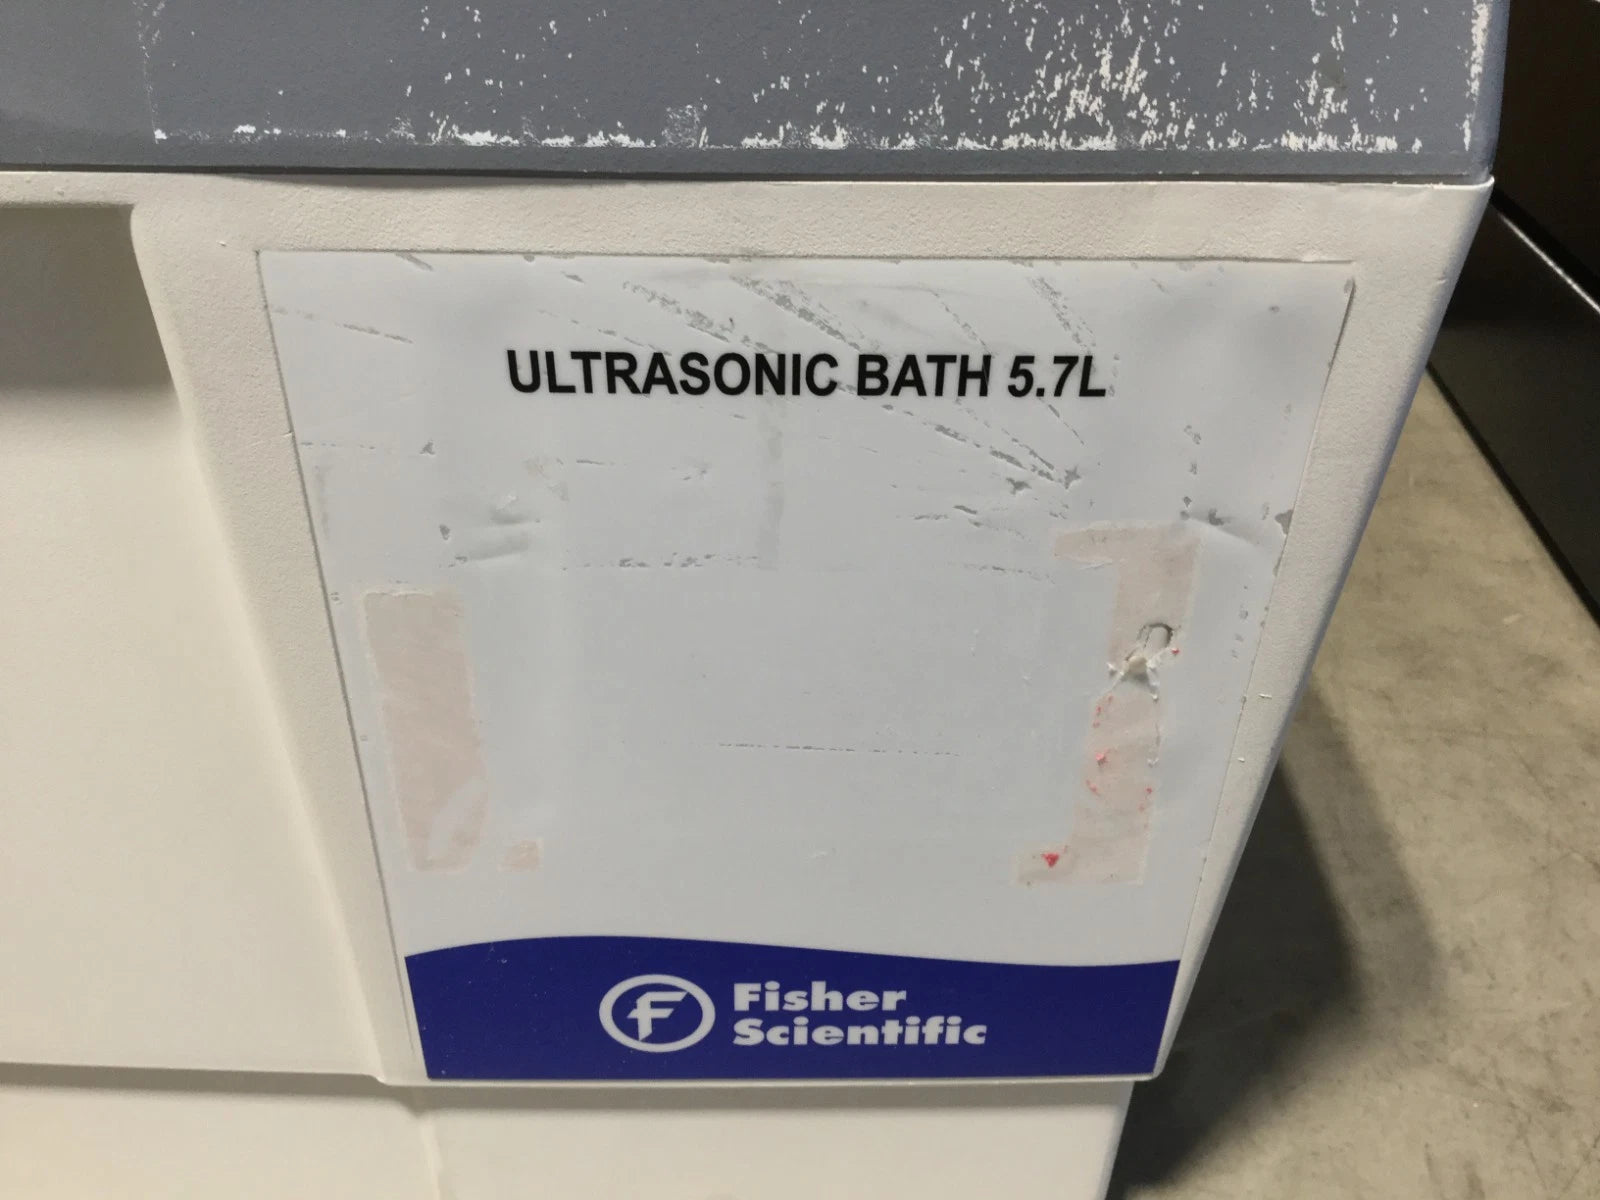 ULTRASONIC BATH 5.7L
Fisher
Scientific